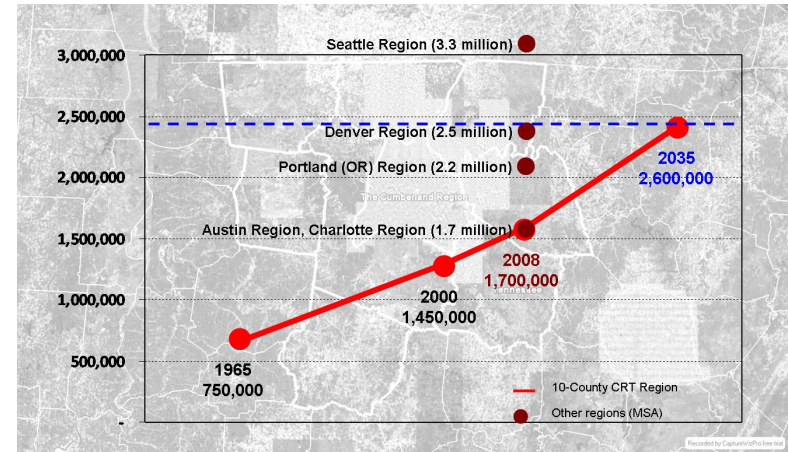 Seattle Region (3.3 million)
3,000,000
2,500,000
Denver Region (2.5 million)
Portland (OR) Region (2.2 million)
2035
2,000,000
2,600,000
The Cumberland Region
Austin Region, Charlotte Region (1.7 million)
1,500,000
2008
1,700,000
Tennessee
2000
1,000,000
1,450,000
500,000
1965
750,000
10-County CRT Region
Other regions (MSA)
-
Recorded by CaptureWizPro free trial